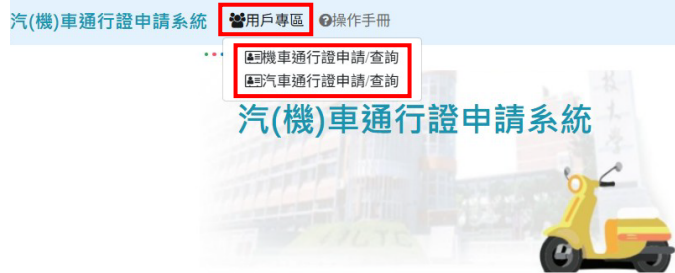 汽(機)車通行證申請系統 用戶專區 操作手冊
機車通行證申請/查詢
汽車通行證申請/查詢
汽(機)車通行證申請系統